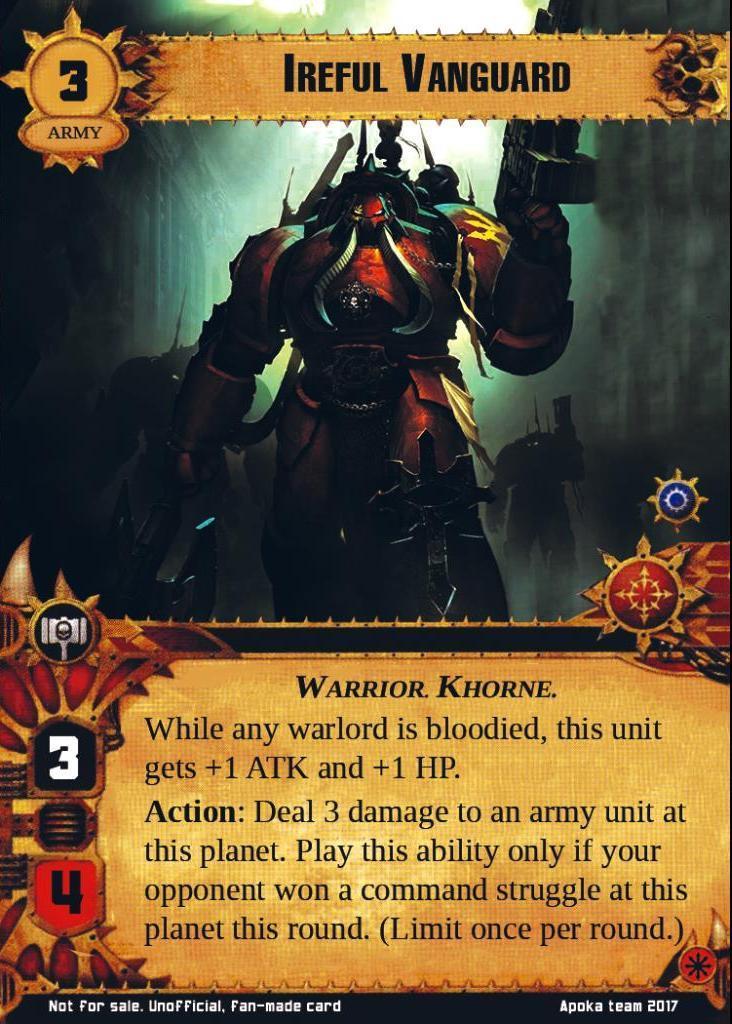 3
IREFUL VANGUARD
ARMY
WARRIOR. KHORNE.
While any warlord is bloodied, this unit
gets +1 ATK and +1 HP.
3
Action: Deal 3 damage to an army unit at
this planet. Play this ability only if your
4
opponent won a command struggle at this
planet this round. (Limit once per round.)
Not for sale. Unofficial, fan-made card
Apoka team 2017